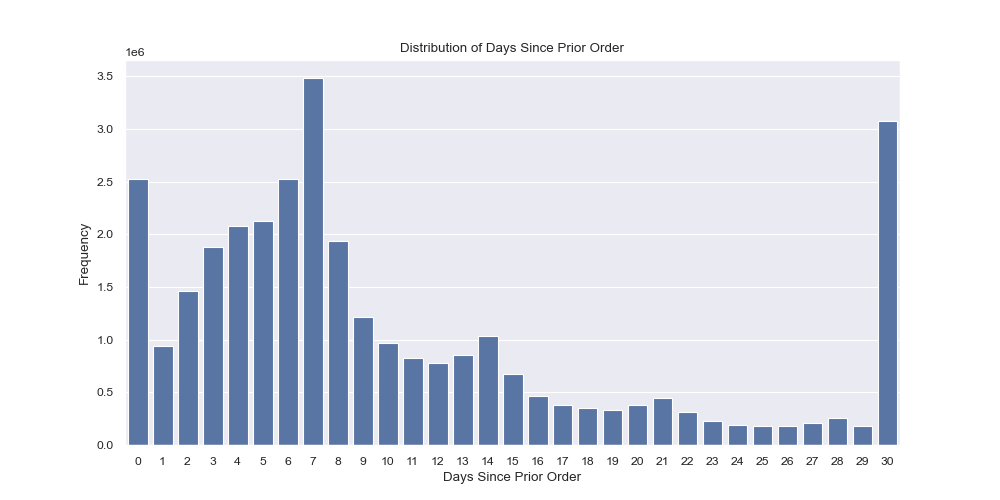 Distribution of Days Since Prior Order
1e6
3.5
3.0
2.5
2.0
1.5
1.0
0.5
0.0
Frequency
0 1 2 3 4 5 6 7 8 9 10 11 12 13 14 15 16 17 18 19 20 21 22 23 24 25 26 27 28 29 30
Days Since Prior Order